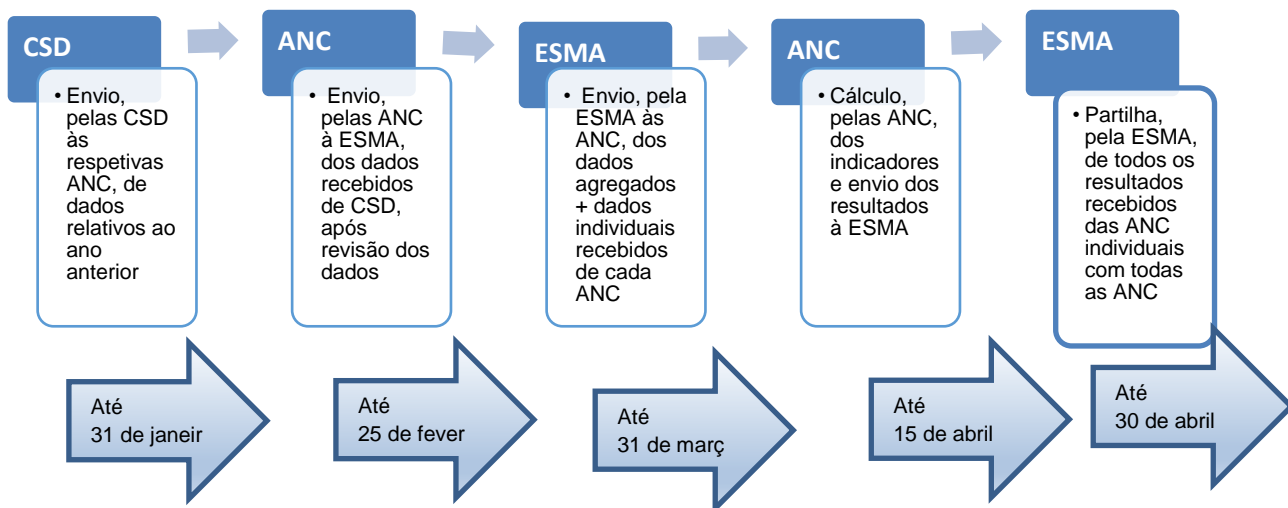 CSD
• Envio,
pelas CSD
às
respetivas
ANC, de
dados
relativos ao
ano
anterior
Até
31 de janeir
ANC
• Envio,
pelas ANC
à ESMA,
dos dados
recebidos
de CSD,
após
revisão dos
dados
Até
25 de fever
ESMA
• Envio, pela
ESMA às
ANC, dos
dados
agregados
+ dados
individuais
recebidos
de cada
ANC
Até
31 de març
ANC
• Cálculo,
pelas ANC,
dos
indicadores
e envio dos
resultados
à ESMA
Até
15 de abril
ESMA
• Partilha,
pela ESMA,
de todos os
resultados
recebidos
das ANC
individuais
com todas
as ANC
Até
30 de abril